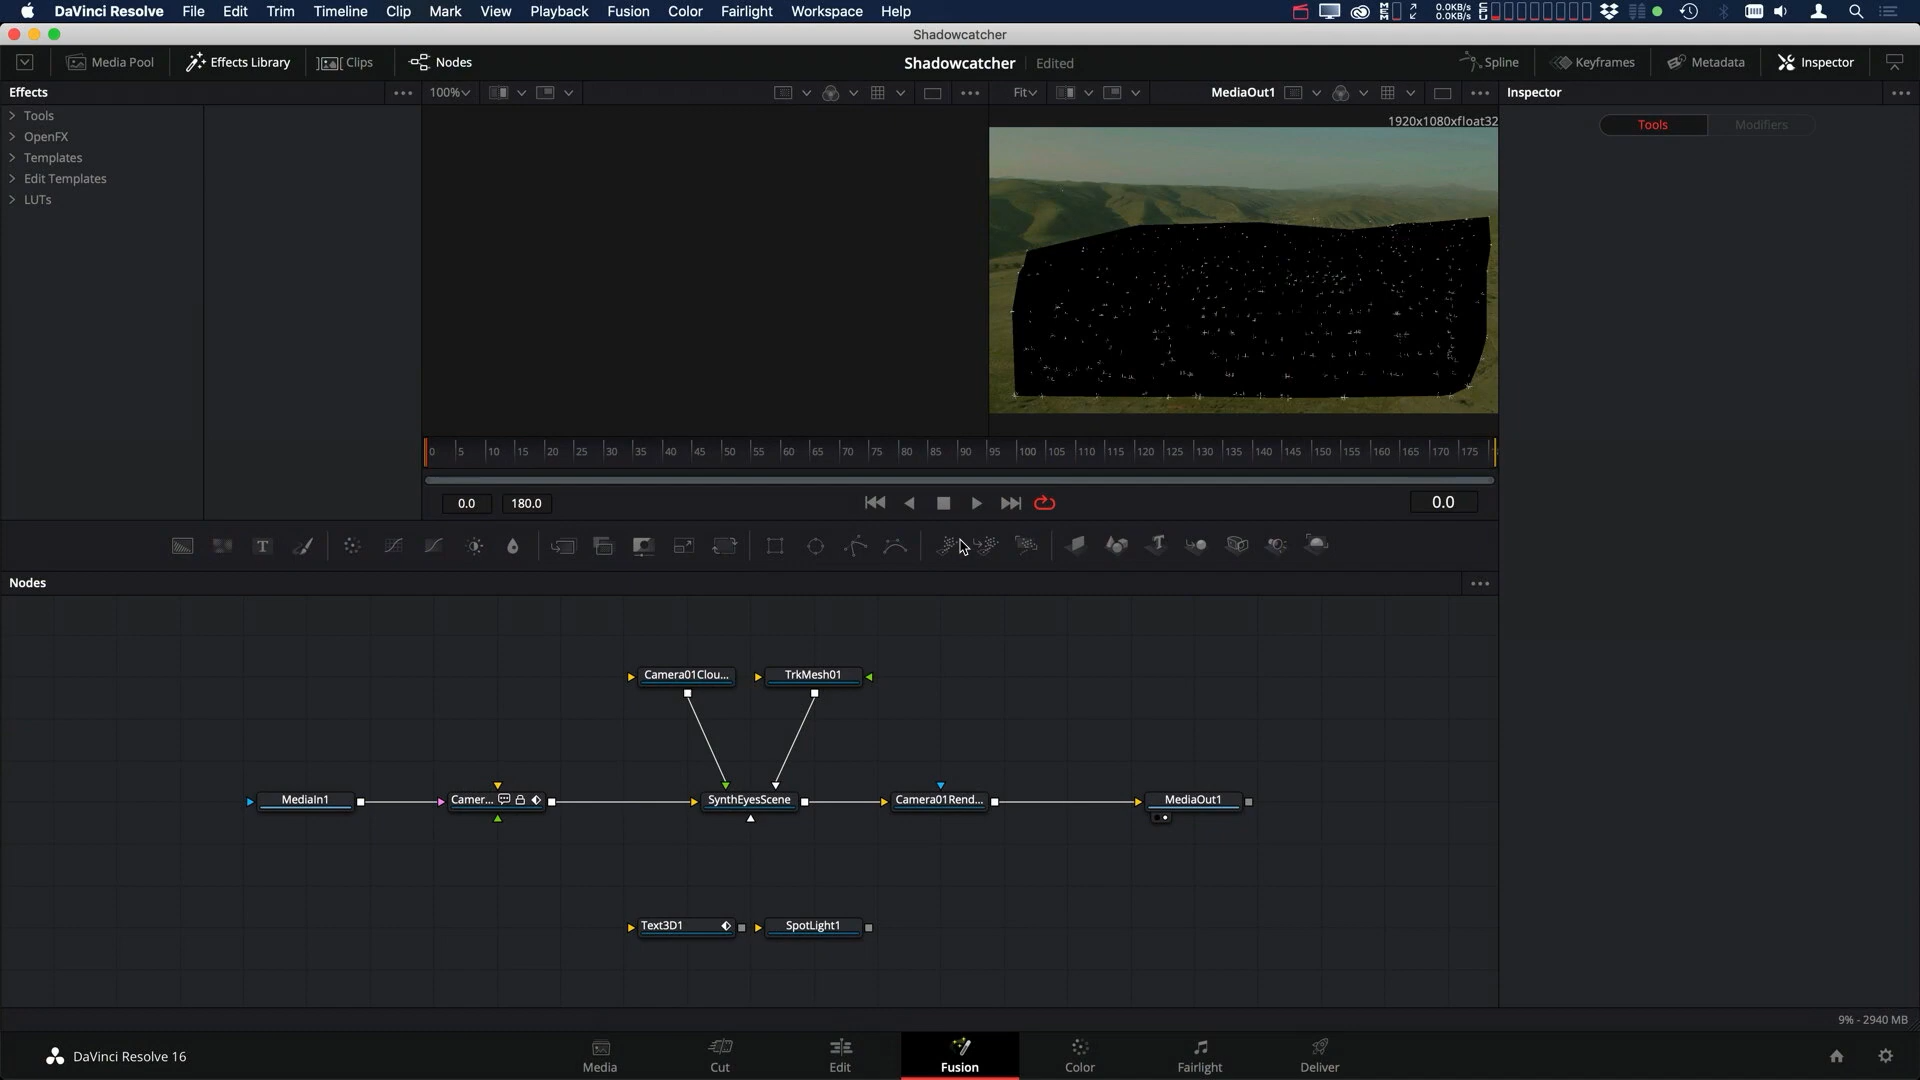 DaVinci Resolve File Edit Trim Timeline Clip Mark View Playback Fusion Color Fairlight Workspace Help
0.0KB/s
0.0KB/s
Shadowcatcher
Media Pool Effects Library Clips Nodes Shadowcatcher Edited Spline Keyframes Metadata Inspector
Effects 100% Fit MediaOut1 Inspector
1920x1080xfloat32
Tools Modifiers
Tools
OpenFX
Templates
Edit Templates
LUTs
0 5 10 15 20 25 30 35 40 45 50 55 60 65 70 75 80 85 90 95 100 105 110 115 120 125 130 135 140 145 150 155 160 165 170 175
0.0 180.0 0.0
T
Nodes
Camera01Clou... TrkMesh01
MediaIn1 Camer... SynthEyesScene Camera01Rend... MediaOut1
Text3D1 SpotLight1
9% - 2940 MB
DaVinci Resolve 16 Media Cut Edit Fusion Color Fairlight Deliver